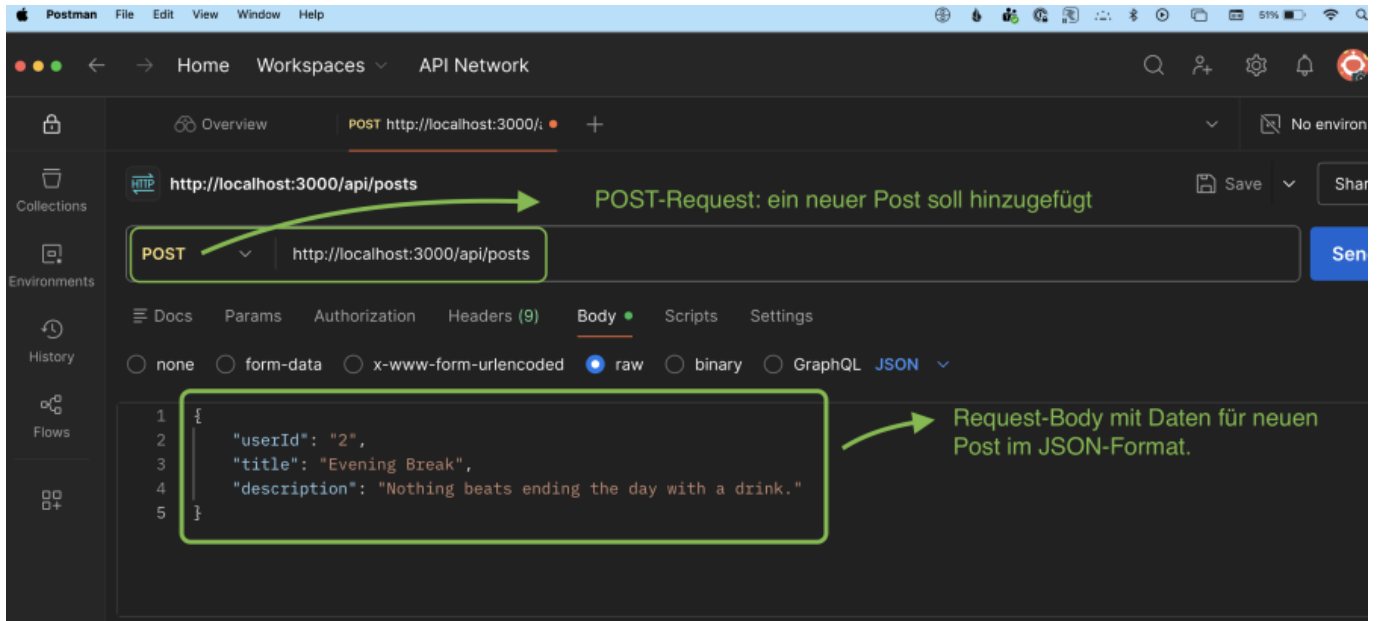 Postman File Edit View Window Help 51%
Home Workspaces API Network
Overview POST http://localhost:3000/ No environ
http://localhost:3000/api/posts Save Shar
POST-Request: ein neuer Post soll hinzugefügt
POST http://localhost:3000/api/posts Sen
Collections
Environments
History
Flows
Docs Params Authorization Headers (9) Body Scripts Settings
none form-data x-www-form-urlencoded raw binary GraphQL JSON
1 {
2 "userId": "2",
3 "title": "Evening Break",
4 "description": "Nothing beats ending the day with a drink."
5 }
Request-Body mit Daten für neuen
Post im JSON-Format.